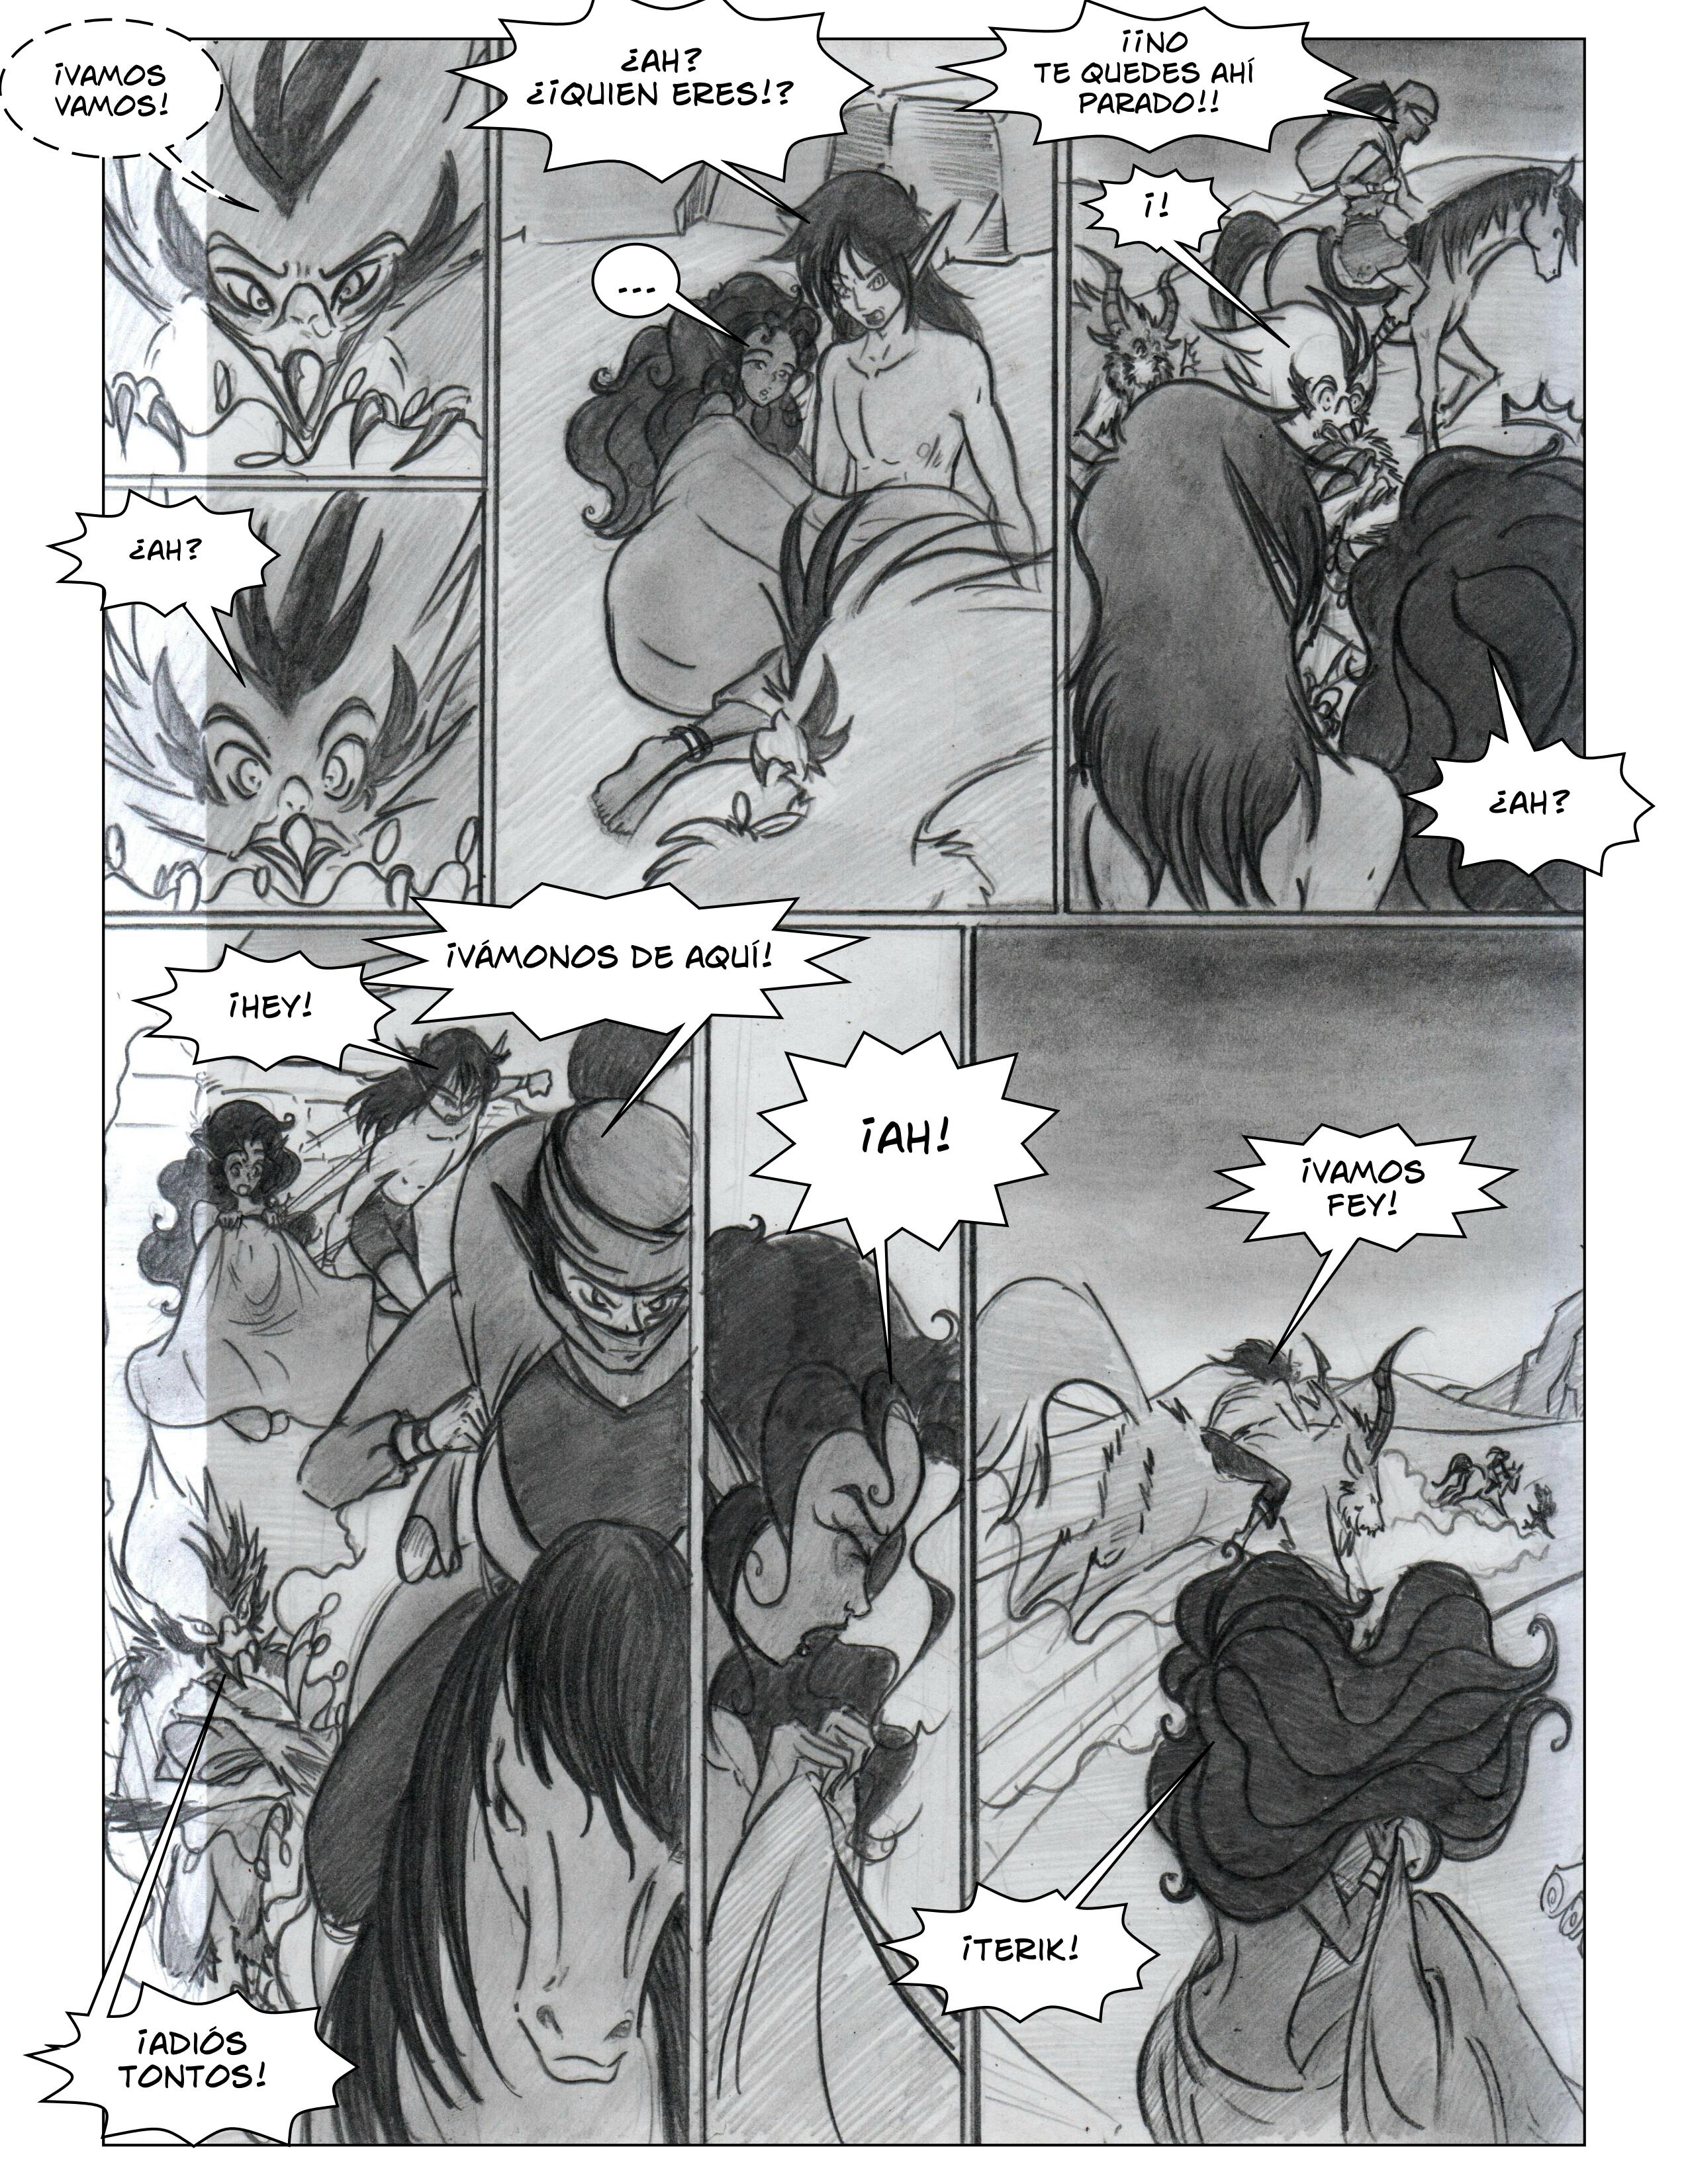 ¡VAMOS
VAMOS!
¿AH?
¿AH?
¿¡QUIEN ERES!?
...
¡¡NO
TE QUEDES AHÍ
PARADO!!
¡!
¿AH?
¡HEY!
¡VÁMONOS DE AQUÍ!
¡ADIÓS
TONTOS!
¡AH!
¡VAMOS
FEY!
¡TERIK!